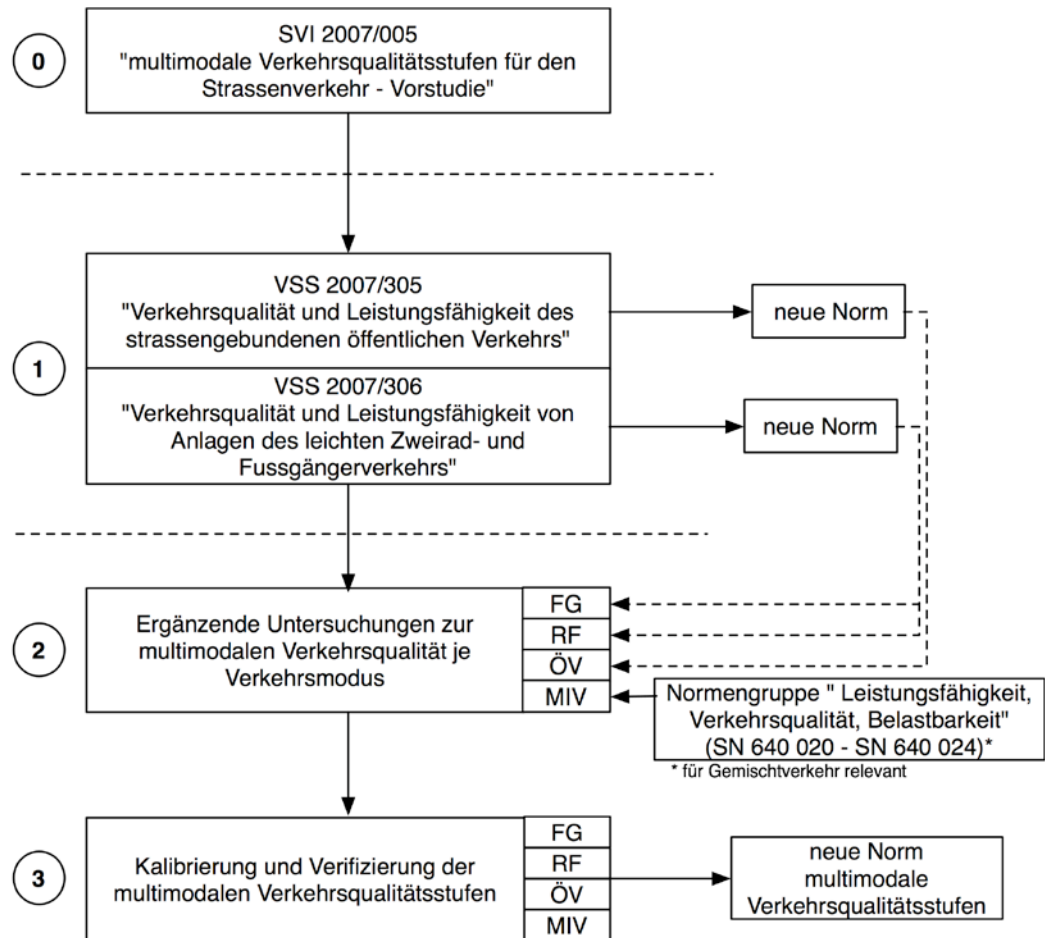 0
SVI 2007/005
"multimodale Verkehrsqualitätsstufen für den
Strassenverkehr - Vorstudie"
1
VSS 2007/305
"Verkehrsqualität und Leistungsfähigkeit des
strassengebundenen öffentlichen Verkehrs"
neue Norm
VSS 2007/306
"Verkehrsqualität und Leistungsfähigkeit von
Anlagen des leichten Zweirad- und
Fussgängerverkehrs"
neue Norm
2
Ergänzende Untersuchungen zur
multimodalen Verkehrsqualität je
Verkehrsmodus
FG
RF
ÖV
MIV
Normengruppe " Leistungsfähigkeit,
Verkehrsqualität, Belastbarkeit"
(SN 640 020 - SN 640 024)*
* für Gemischtverkehr relevant
3
Kalibrierung und Verifizierung der
multimodalen Verkehrsqualitätsstufen
FG
RF
ÖV
MIV
neue Norm
multimodale
Verkehrsqualitätsstufen